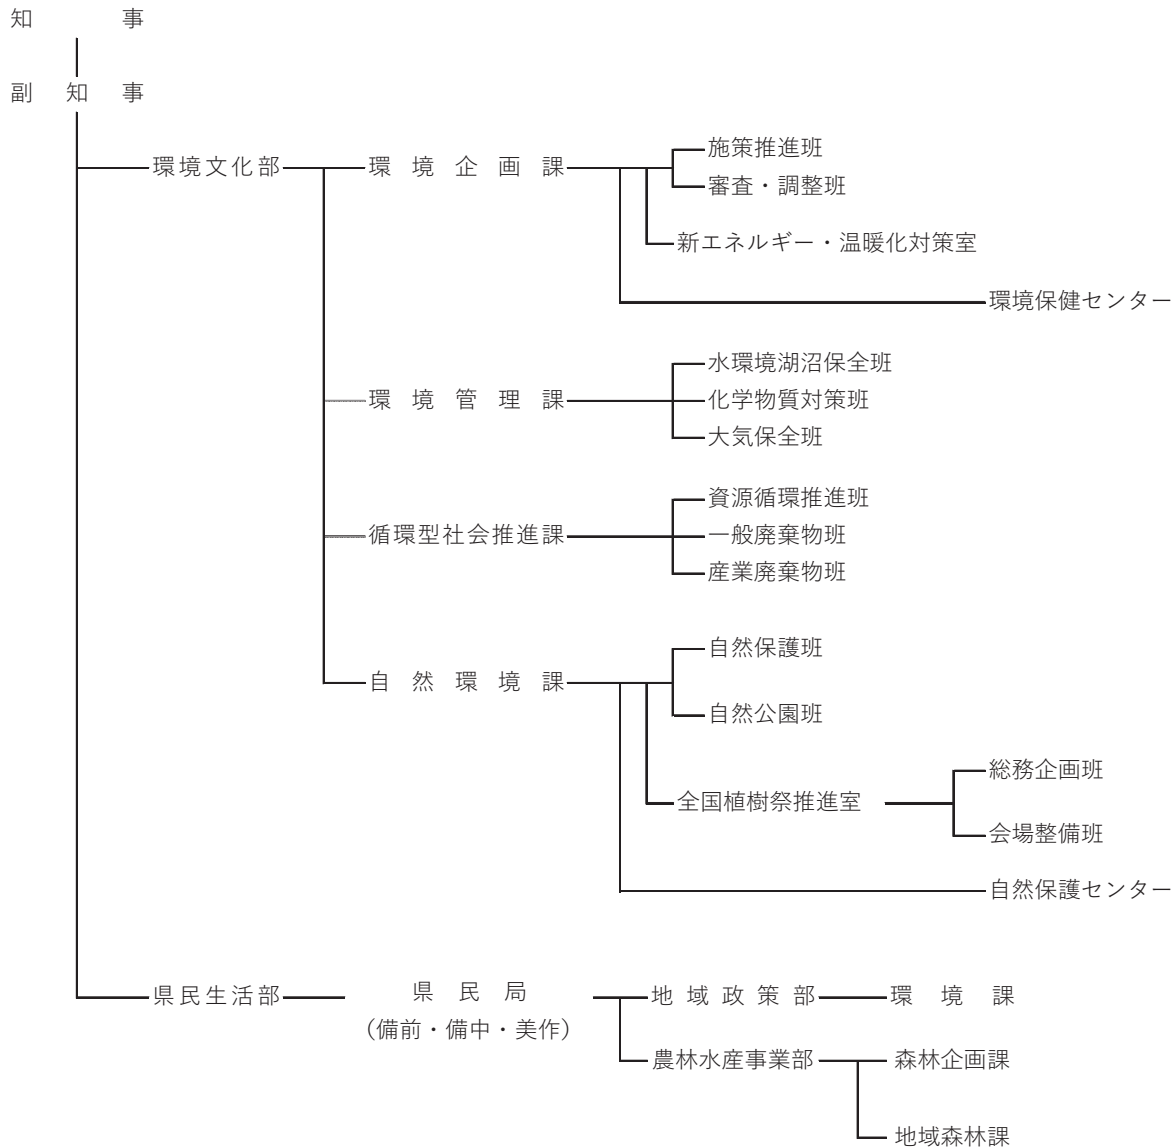 知事
副知事
環境文化部
環境企画課
施策推進班
審査・調整班
新エネルギー・温暖化対策室
環境保健センター
環境管理課
水環境湖沼保全班
化学物質対策班
大気保全班
循環型社会推進課
資源循環推進班
一般廃棄物班
産業廃棄物班
自然環境課
自然保護班
自然公園班
全国植樹祭推進室
総務企画班
会場整備班
自然保護センター
県民生活部
県民局
（備前・備中・美作）
地域政策部
環境課
農林水産事業部
森林企画課
地域森林課